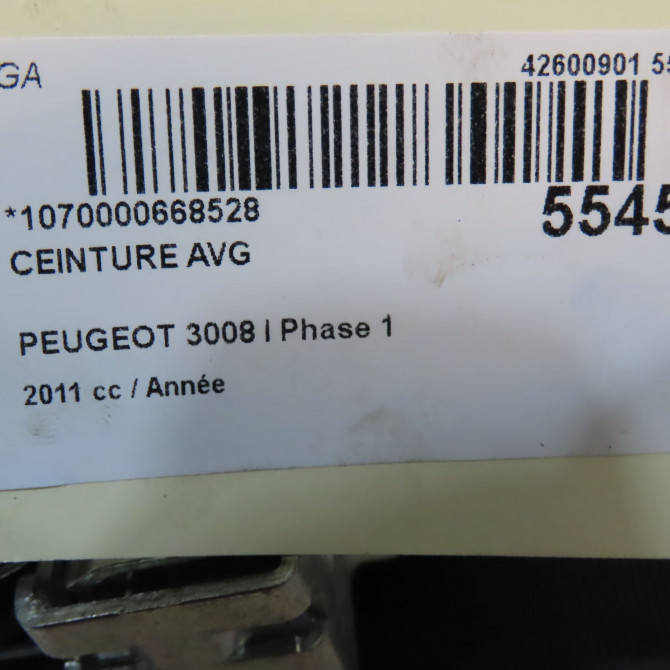 GA
42600901 55
*1070000668528
5545
CEINTURE AVG
PEUGEOT 3008 I Phase 1
2011 cc / Année